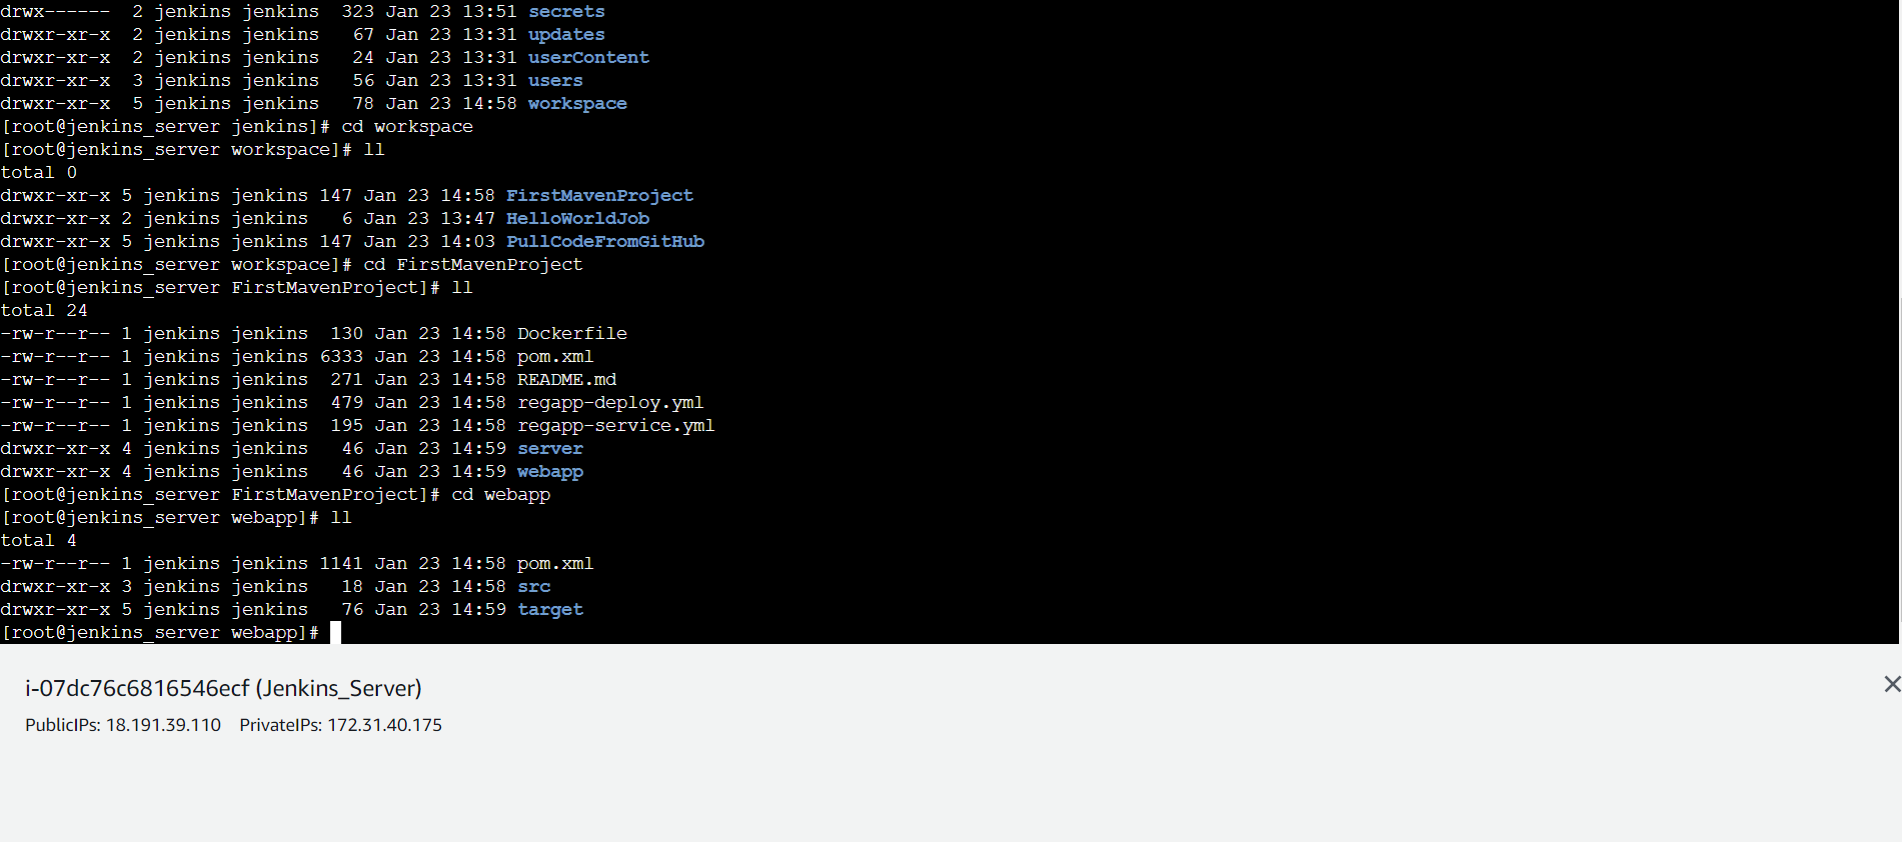 drwx------  2 jenkins jenkins  323 Jan 23 13:51 secrets
drwxr-xr-x  2 jenkins jenkins   67 Jan 23 13:31 updates
drwxr-xr-x  2 jenkins jenkins   24 Jan 23 13:31 userContent
drwxr-xr-x  3 jenkins jenkins   56 Jan 23 13:31 users
drwxr-xr-x  5 jenkins jenkins   78 Jan 23 14:58 workspace
[root@jenkins_server jenkins]# cd workspace
[root@jenkins_server workspace]# ll
total 0
drwxr-xr-x 5 jenkins jenkins 147 Jan 23 14:58 FirstMavenProject
drwxr-xr-x 2 jenkins jenkins   6 Jan 23 13:47 HelloWorldJob
drwxr-xr-x 5 jenkins jenkins 147 Jan 23 14:03 PullCodeFromGitHub
[root@jenkins_server workspace]# cd FirstMavenProject
[root@jenkins_server FirstMavenProject]# ll
total 24
-rw-r--r-- 1 jenkins jenkins  130 Jan 23 14:58 Dockerfile
-rw-r--r-- 1 jenkins jenkins 6333 Jan 23 14:58 pom.xml
-rw-r--r-- 1 jenkins jenkins  271 Jan 23 14:58 README.md
-rw-r--r-- 1 jenkins jenkins  479 Jan 23 14:58 regapp-deploy.yml
-rw-r--r-- 1 jenkins jenkins  195 Jan 23 14:58 regapp-service.yml
drwxr-xr-x 4 jenkins jenkins   46 Jan 23 14:59 server
drwxr-xr-x 4 jenkins jenkins   46 Jan 23 14:59 webapp
[root@jenkins_server FirstMavenProject]# cd webapp
[root@jenkins_server webapp]# ll
total 4
-rw-r--r-- 1 jenkins jenkins 1141 Jan 23 14:58 pom.xml
drwxr-xr-x 3 jenkins jenkins   18 Jan 23 14:58 src
drwxr-xr-x 5 jenkins jenkins   76 Jan 23 14:59 target
[root@jenkins_server webapp]#
i-07dc76c6816546ecf (Jenkins_Server)
PublicIPs: 18.191.39.110 PrivateIPs: 172.31.40.175